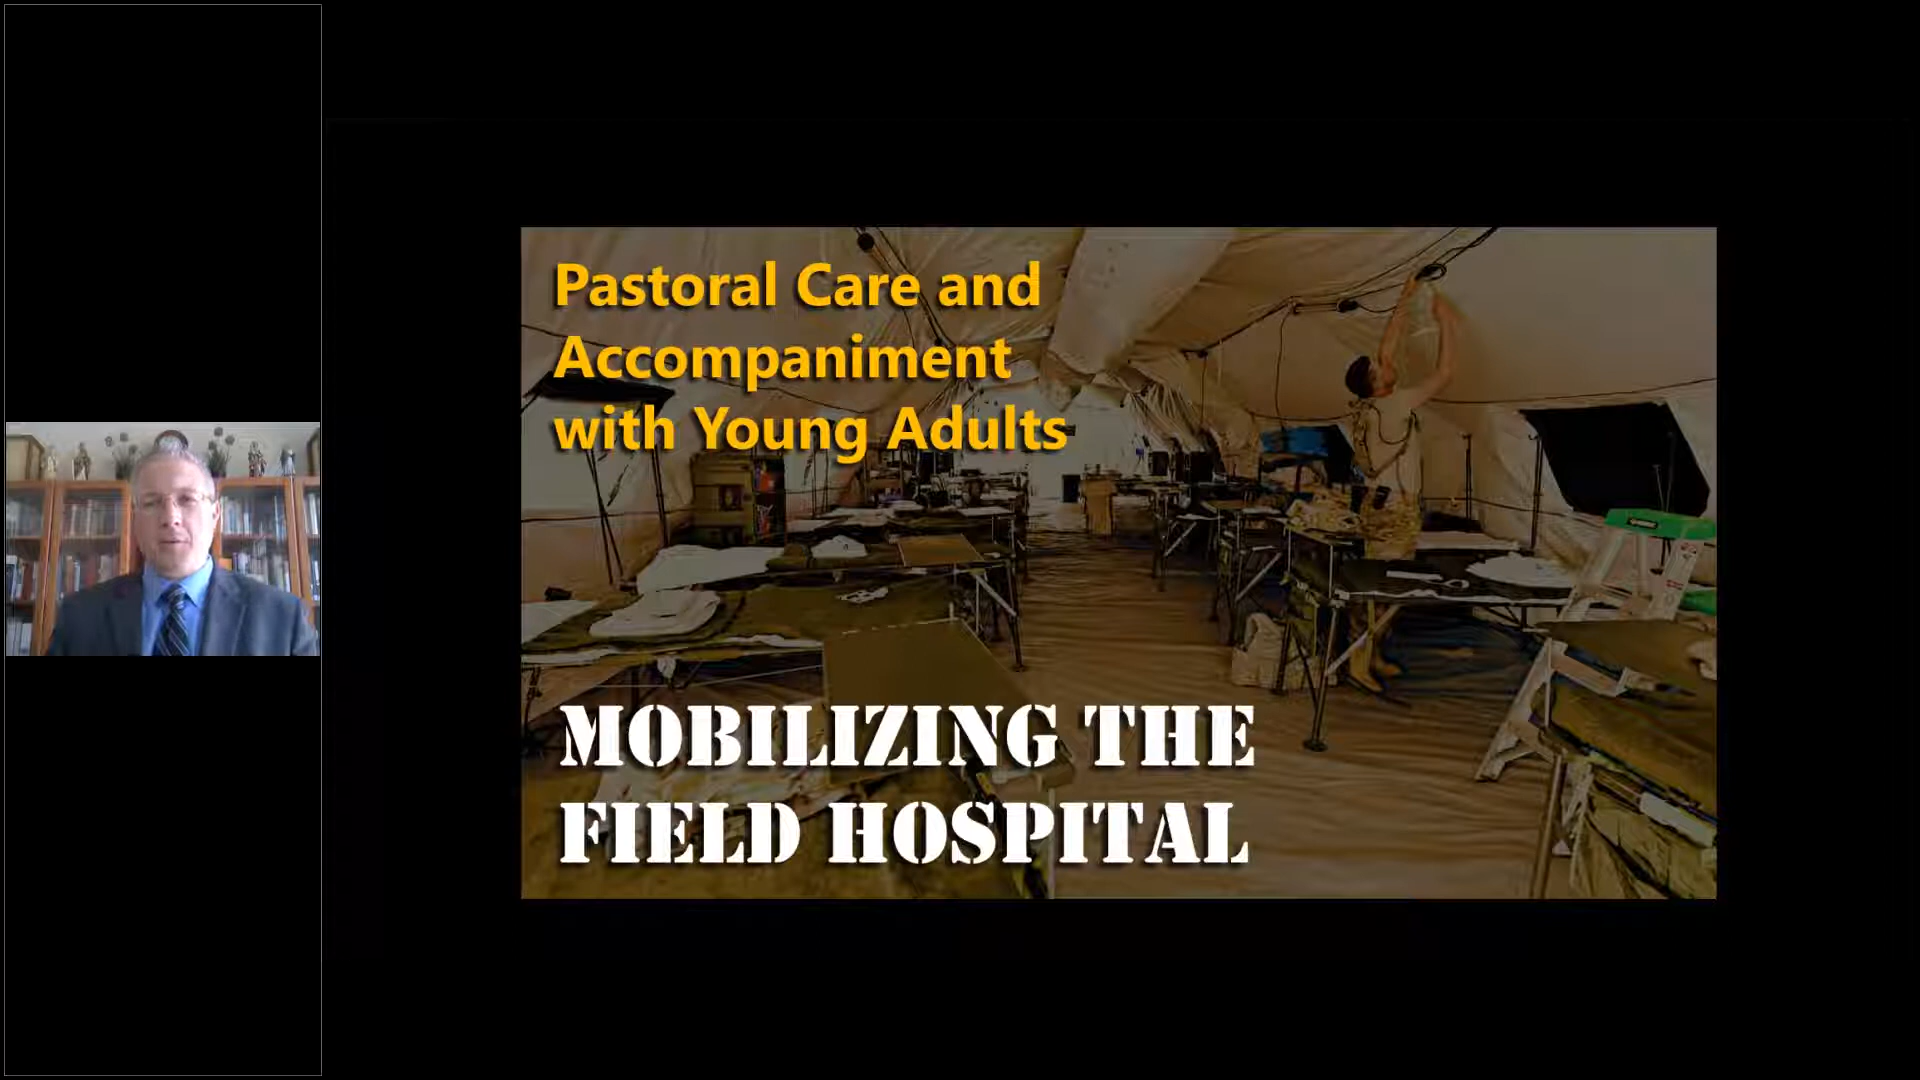 Pastoral Care and
Accompaniment
with Young Adults
MOBILIZING THE
FIELD HOSPITAL